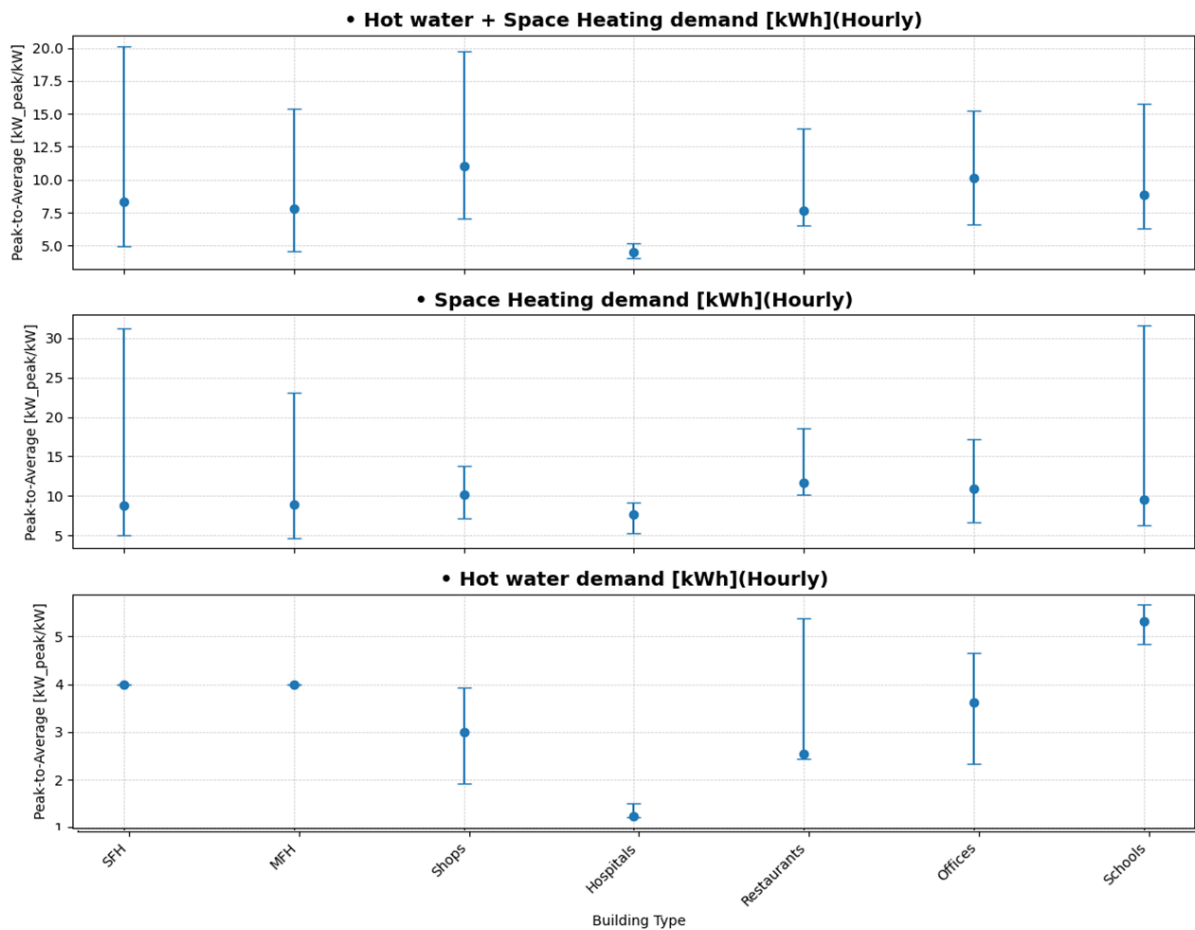 • Hot water + Space Heating demand [kWh](Hourly)
Peak-to-Average [kW_peak/kW]
20.0
17.5
15.0
12.5
10.0
7.5
5.0
• Space Heating demand [kWh](Hourly)
Peak-to-Average [kW_peak/kW]
30
25
20
15
10
5
• Hot water demand [kWh](Hourly)
Peak-to-Average [kW_peak/kW]
5
4
3
2
1
SFH
MFH
Shops
Hospitals
Restaurants
Offices
Schools
Building Type